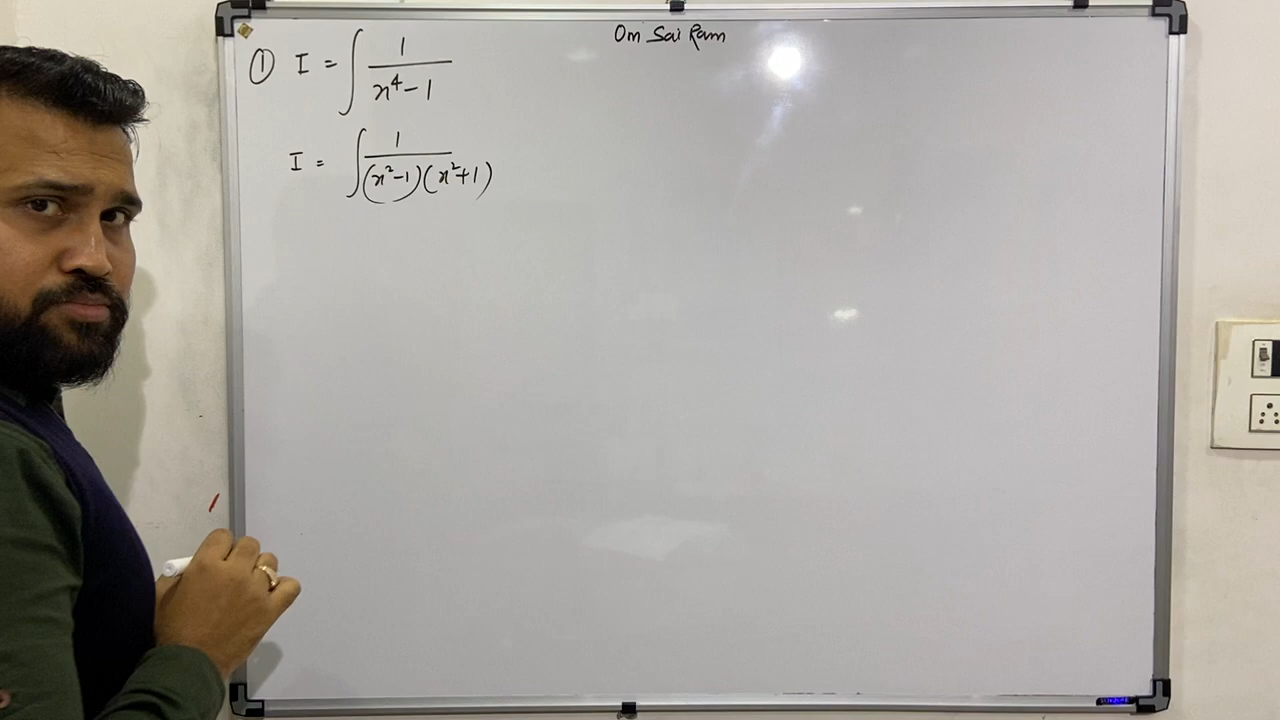 Om Sai Ram
① I = ∫ 1/(x⁴-1)
I = ∫ 1/(x²-1)(x²+1)